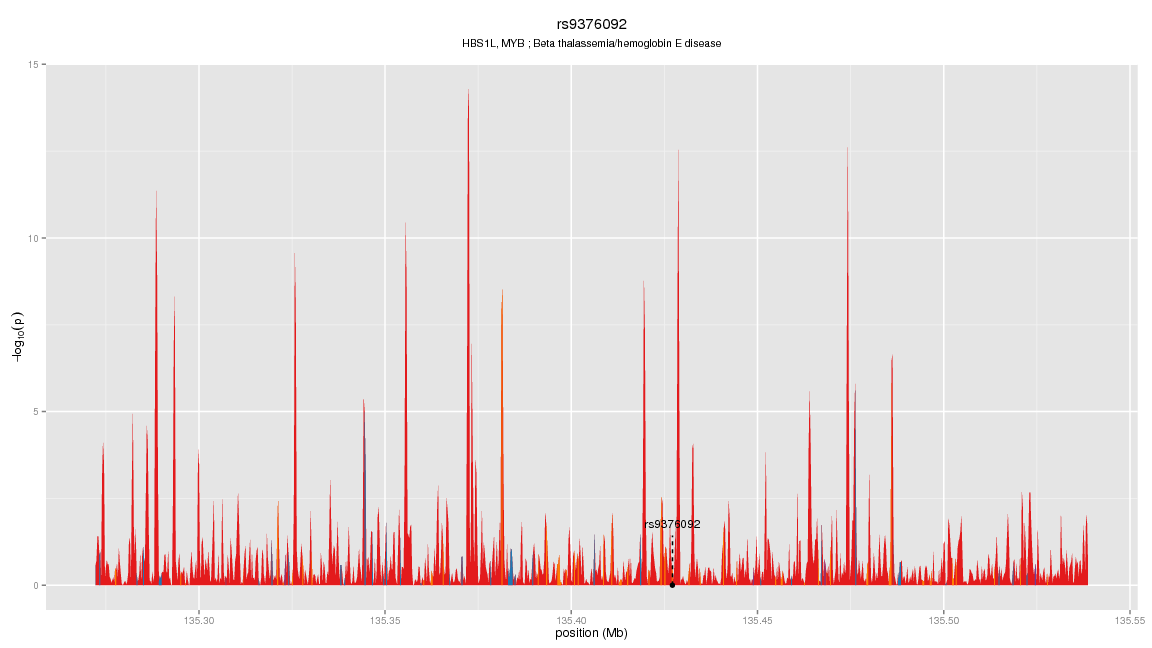 rs9376092
HBS1L, MYB ; Beta thalassemia/hemoglobin E disease
15
10
5
0
−log10(p)
rs9376092
135.30
135.35
135.40
135.45
135.50
135.55
position (Mb)